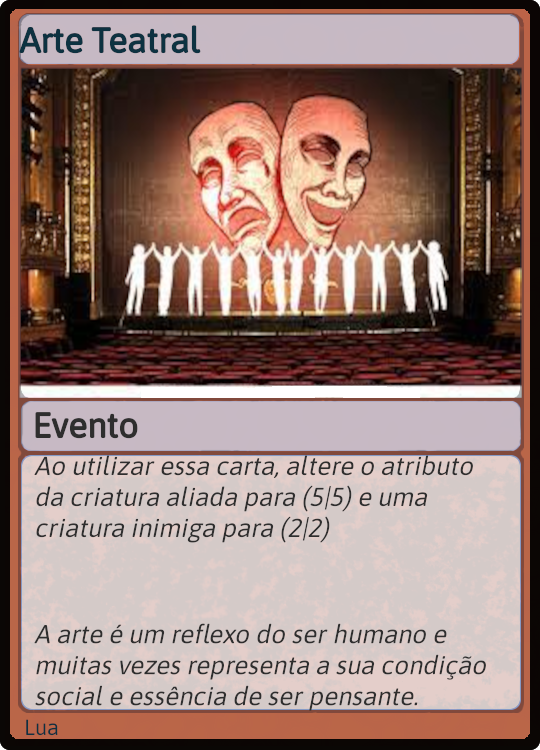 Arte Teatral
Evento
Ao utilizar essa carta, altere o atributo
da criatura aliada para (5|5) e uma
criatura inimiga para (2|2)
A arte é um reflexo do ser humano e
muitas vezes representa a sua condição
social e essência de ser pensante.
Lua